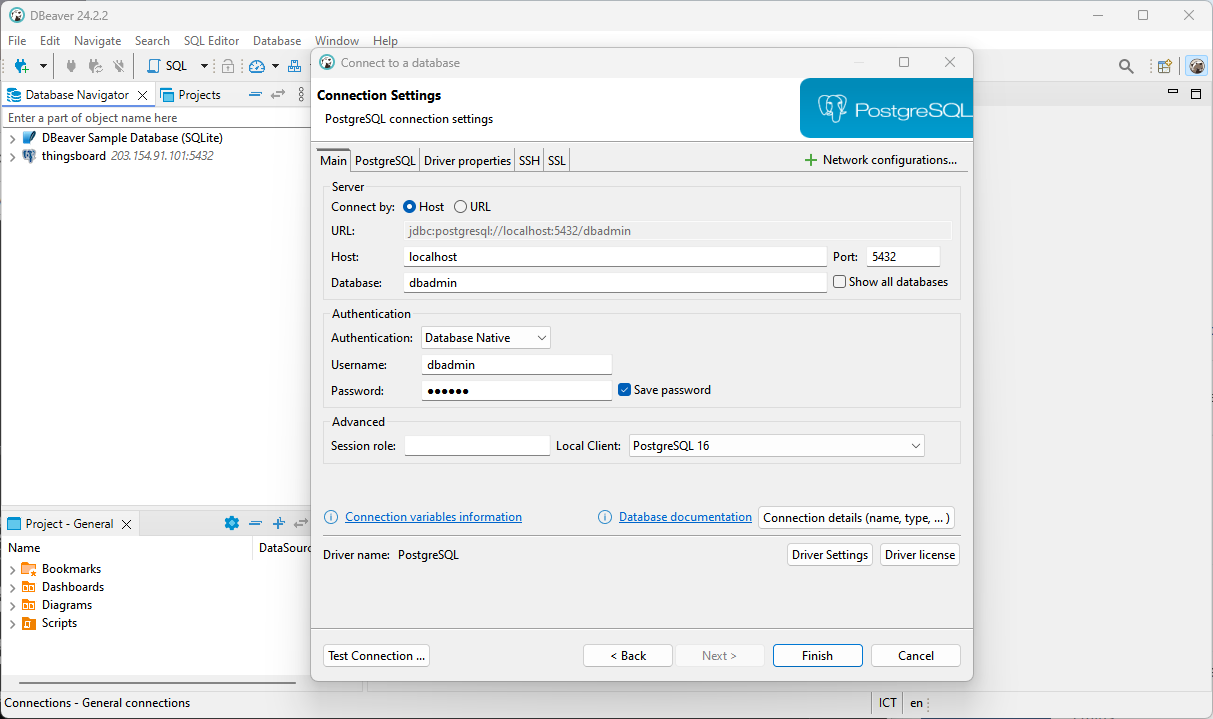 DBeaver 24.2.2
File Edit Navigate Search SQL Editor Database Window Help
SQL
Database Navigator Projects
Enter a part of object name here
DBeaver Sample Database (SQLite)
thingsboard 203.154.91.101:5432
Project - General
Name DataSourc
Bookmarks
Dashboards
Diagrams
Scripts
Connect to a database
Connection Settings
PostgreSQL connection settings
PostgreSQL
Main PostgreSQL Driver properties SSH SSL Network configurations...
Server
Connect by: Host URL
URL: jdbc:postgresql://localhost:5432/dbadmin
Host: localhost Port: 5432
Database: dbadmin Show all databases
Authentication
Authentication: Database Native
Username: dbadmin
Password: ●●●●●● Save password
Advanced
Session role: Local Client: PostgreSQL 16
Connection variables information Database documentation Connection details (name, type, ... )
Driver name: PostgreSQL Driver Settings Driver license
Test Connection ... < Back Next > Finish Cancel
Connections - General connections ICT en